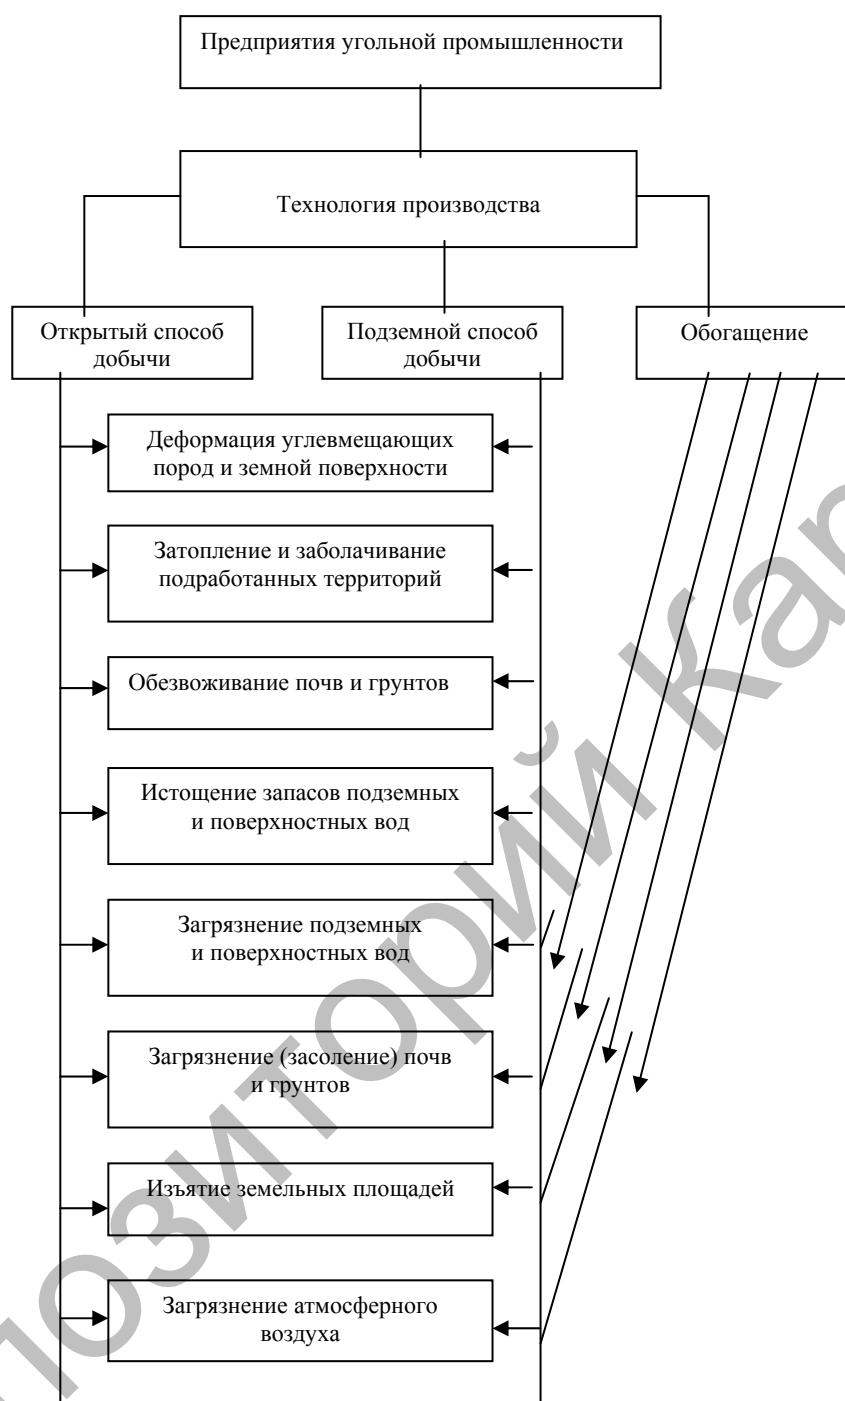 Предприятия угольной промышленности
Технология производства
Открытый способ
добычи
Подземной способ
добычи
Обогащение
Деформация углевмещающих
пород и земной поверхности
Затопление и заболачивание
подработанных территорий
Обезвоживание почв и грунтов
Истощение запасов подземных
и поверхностных вод
Загрязнение подземных
и поверхностных вод
Загрязнение (засоление) почв
и грунтов
Изъятие земельных площадей
Загрязнение атмосферного
воздуха
позиторий Кар